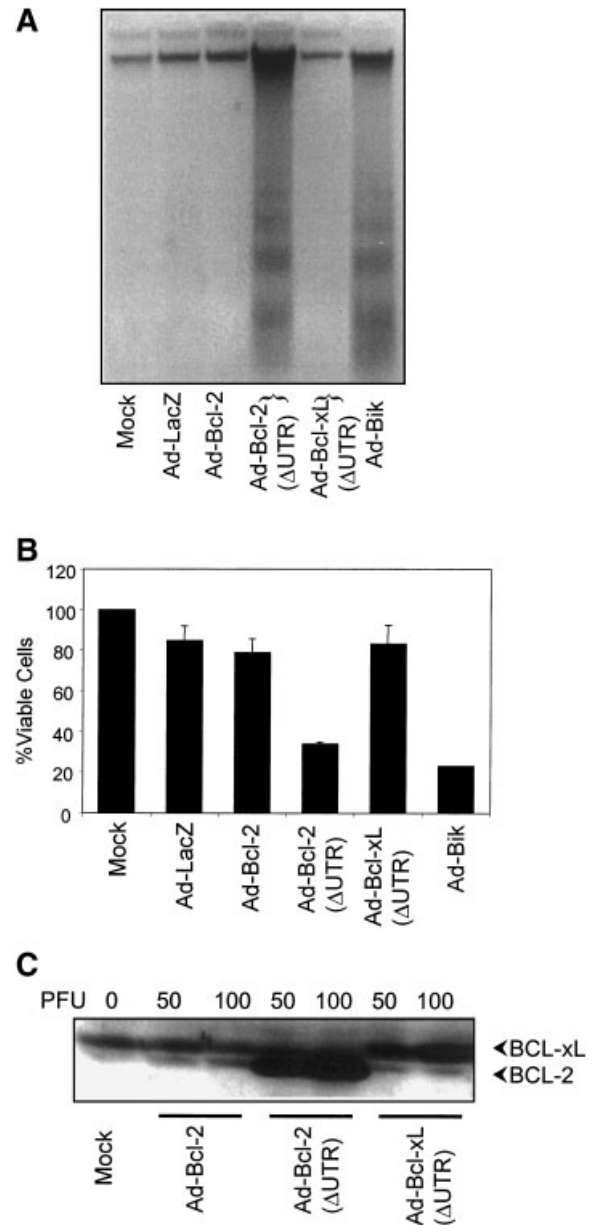 A
Mock
Ad-LacZ
Ad-Bcl-2
Ad-Bcl-2}
(ΔUTR)}
Ad-Bcl-xL}
(ΔUTR)}
Ad-Bik
B
%Viable Cells
120
100
80
60
40
20
0
Mock
Ad-LacZ
Ad-Bcl-2
Ad-Bcl-2
(ΔUTR)
Ad-Bcl-xL
(ΔUTR)
Ad-Bik
C
PFU 0 50 100 50 100 50 100
BCL-xL
BCL-2
Mock
Ad-Bcl-2
Ad-Bcl-2
(ΔUTR)
Ad-Bcl-xL
(ΔUTR)